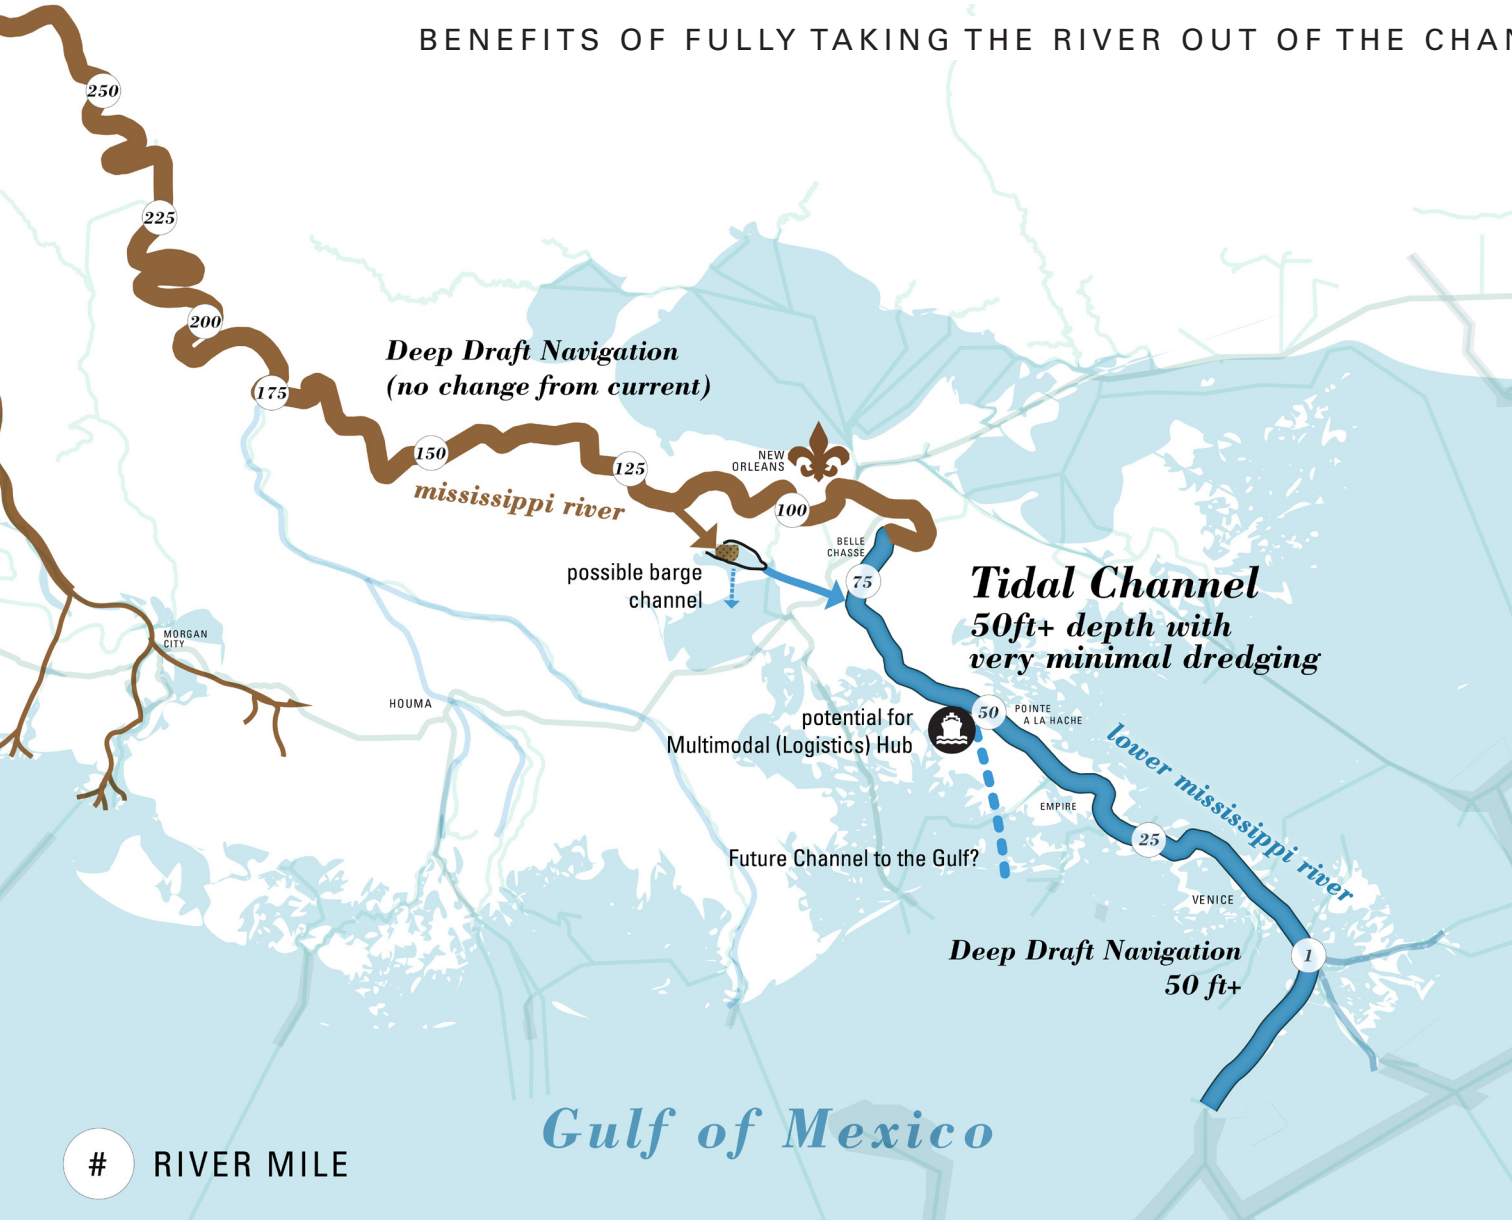 BENEFITS OF FULLY TAKING THE RIVER OUT OF THE CHAN
250
225
200
175
Deep Draft Navigation
(no change from current)
150
125
NEW
ORLEANS
mississippi river
100
BELLE
CHASSE
possible barge
channel
75
Tidal Channel
50ft+ depth with
very minimal dredging
MORGAN
CITY
HOUMA
potential for
Multimodal (Logistics) Hub
50
POINTE
A LA HACHE
lower mississippi river
EMPIRE
25
Future Channel to the Gulf?
VENICE
Deep Draft Navigation
50 ft+
1
Gulf of Mexico
# RIVER MILE